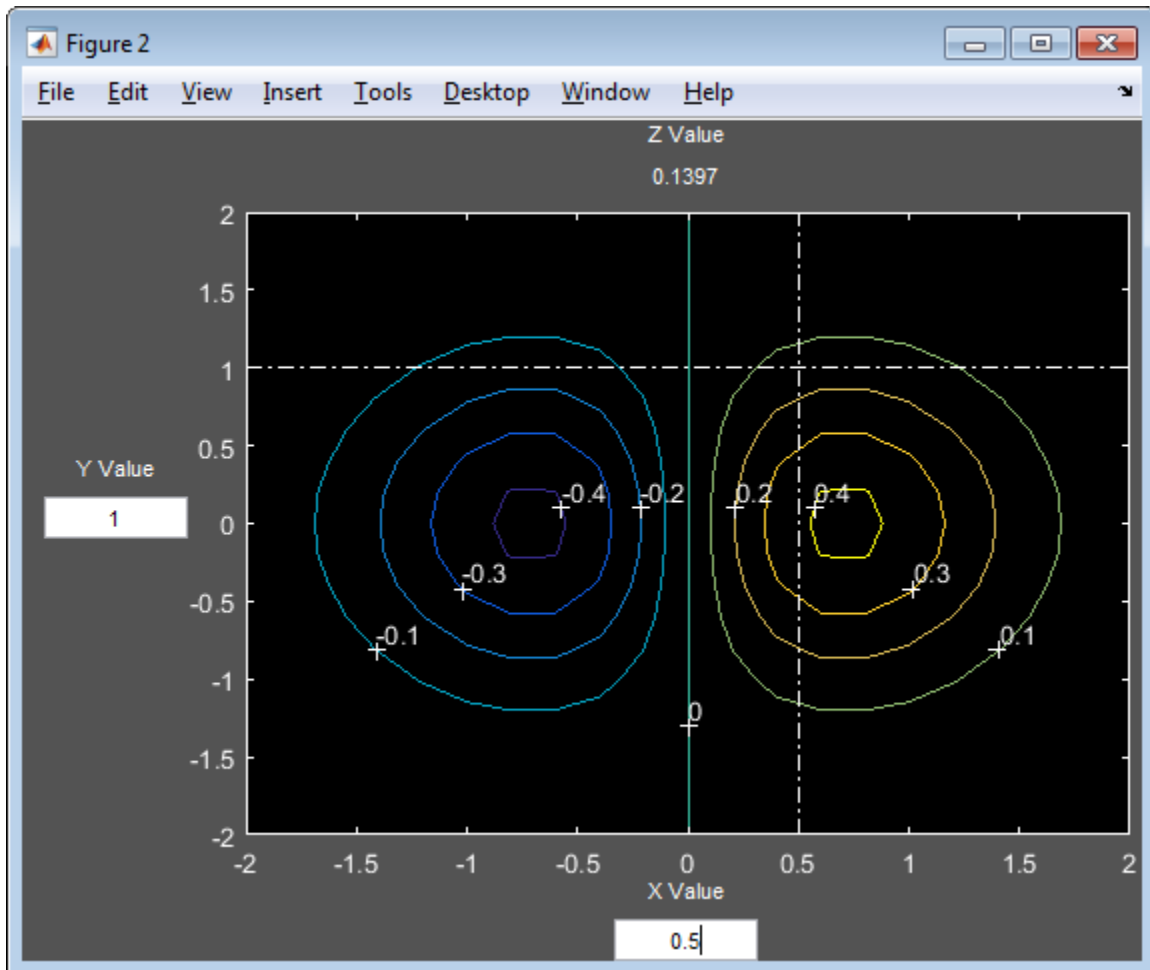 Figure 2
File Edit View Insert Tools Desktop Window Help
Z Value
0.1397
2
1.5
1
0.5
Y Value
1
0
-0.5
-1
-1.5
-2
-0.4 -0.2 0.2 0.4
-0.3 0.3
-0.1 0.1
0
-2 -1.5 -1 -0.5 0 0.5 1 1.5 2
X Value
0.5